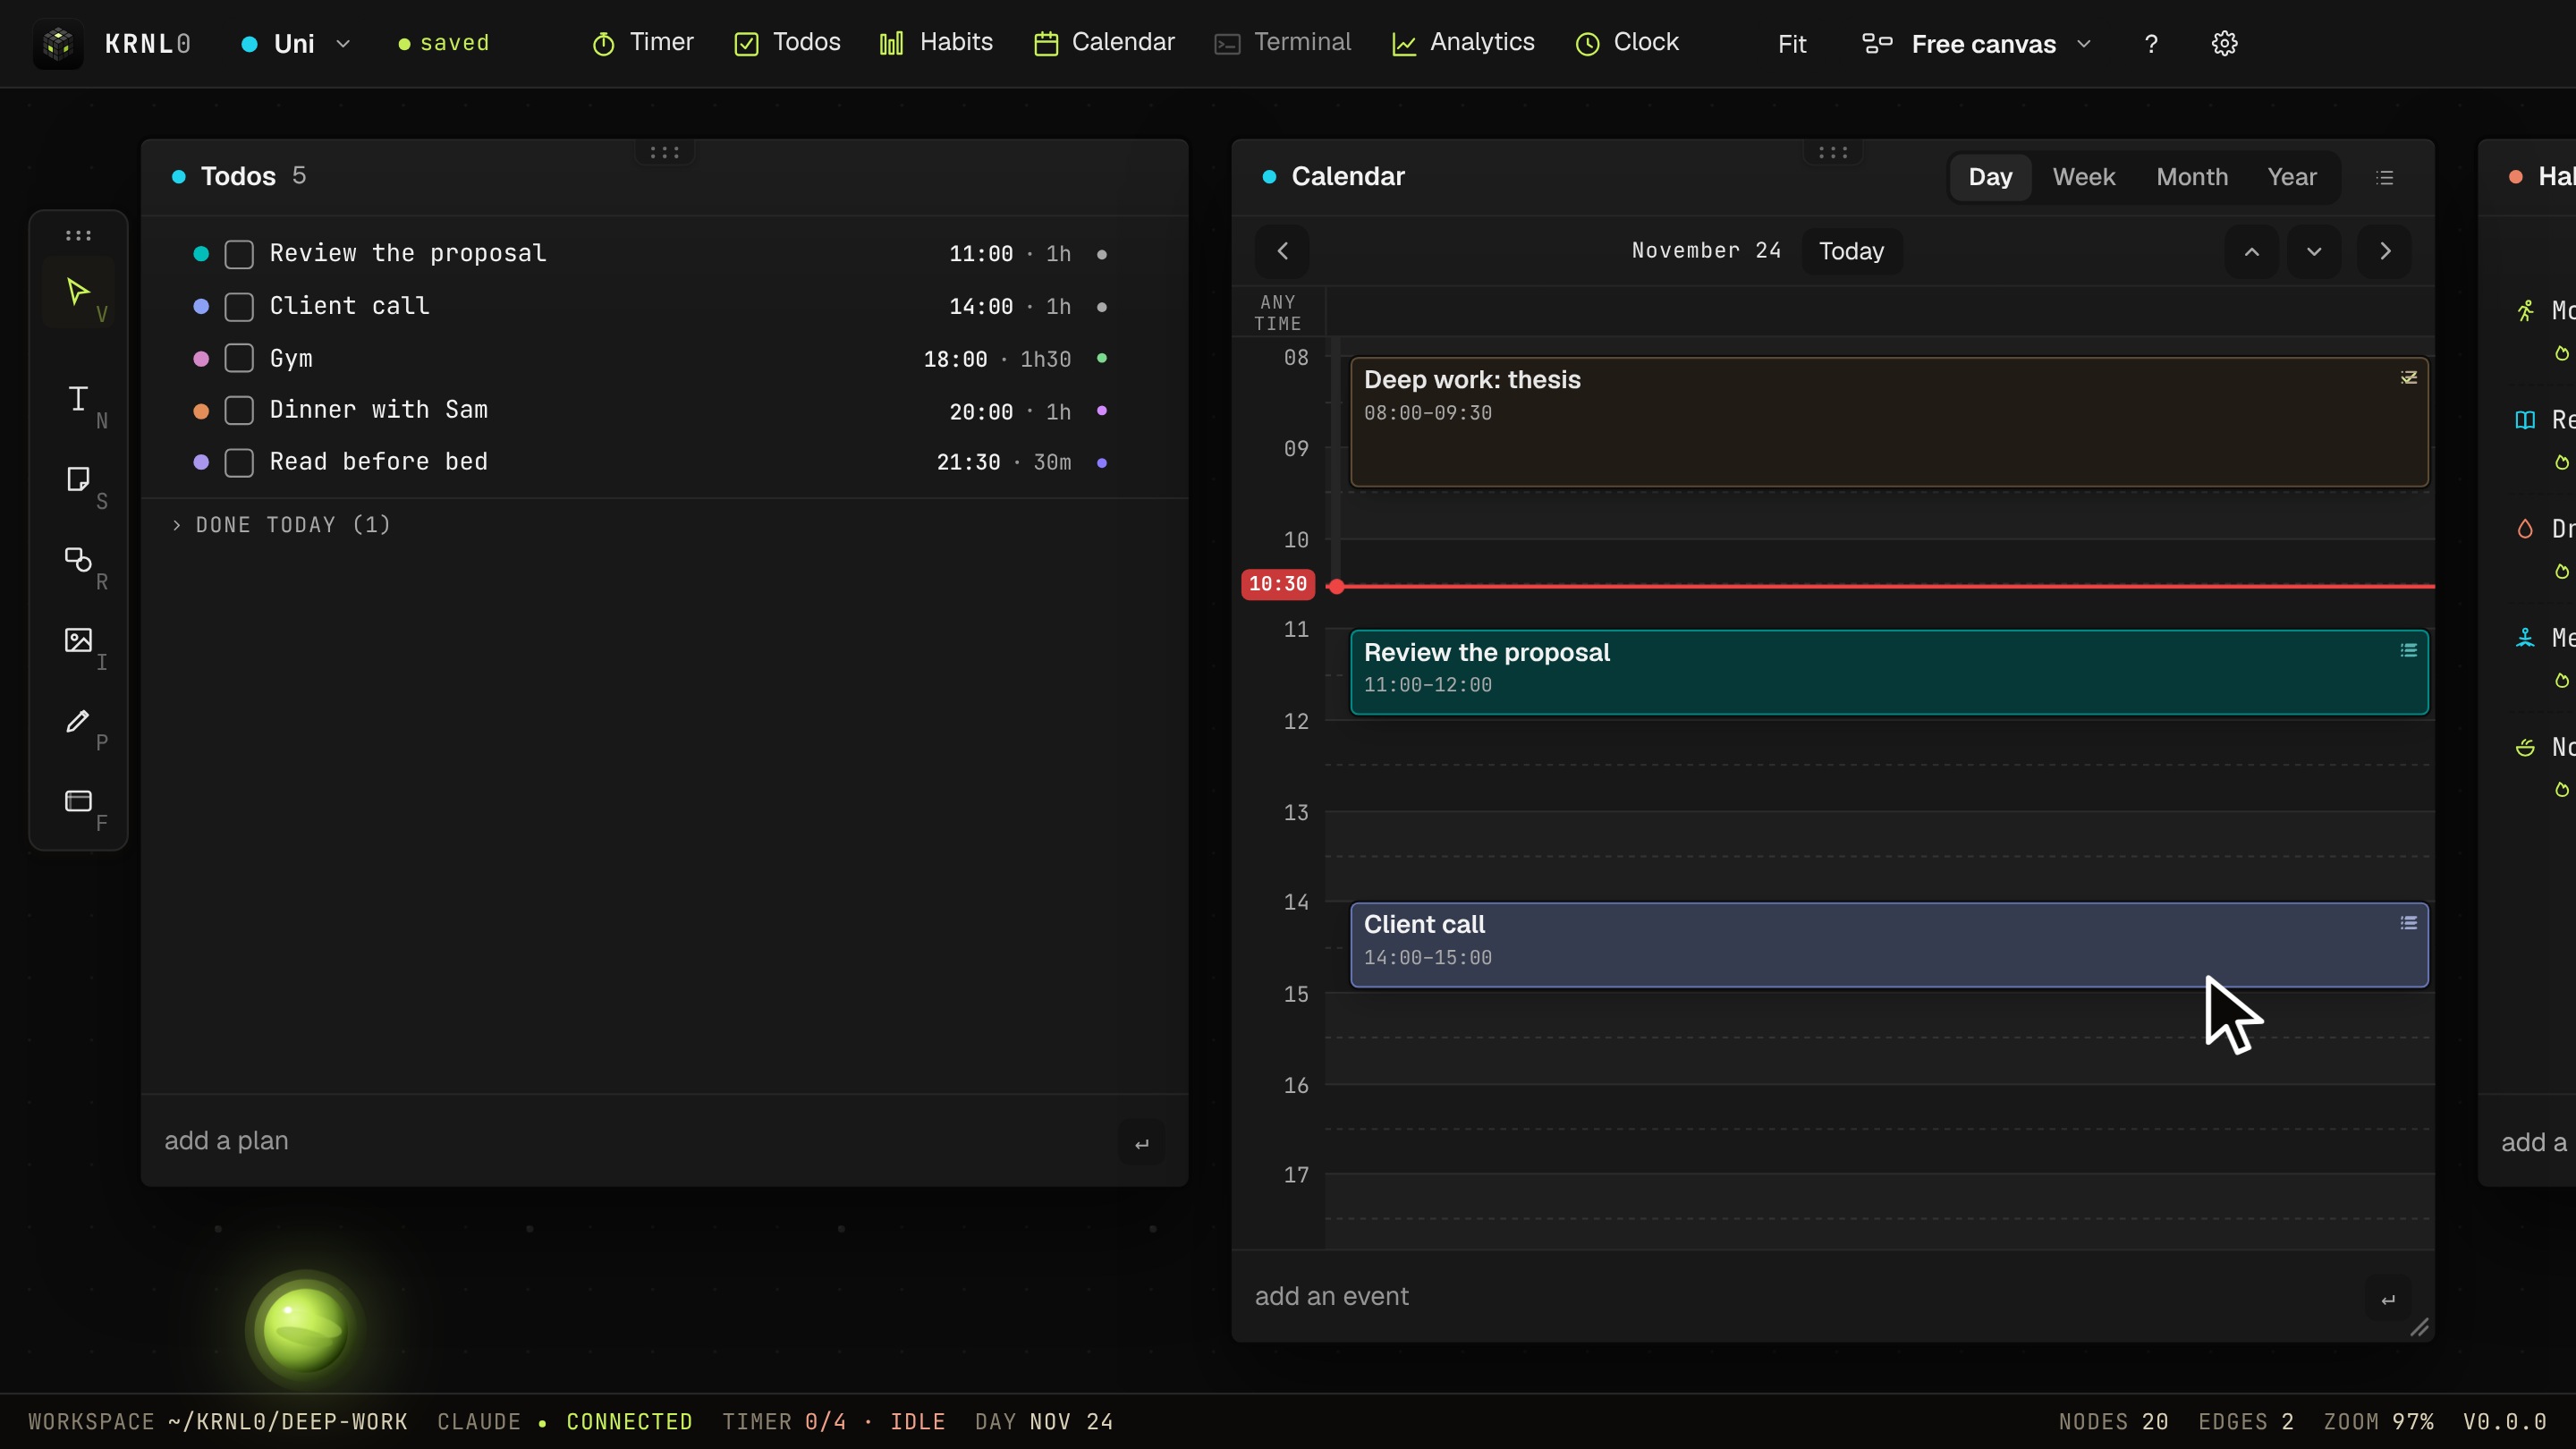 KRNL0 Uni saved Timer Todos Habits Calendar Terminal Analytics Clock Fit Free canvas ?
Todos 5
Review the proposal 11:00 · 1h
Client call 14:00 · 1h
Gym 18:00 · 1h30
Dinner with Sam 20:00 · 1h
Read before bed 21:30 · 30m
DONE TODAY (1)
add a plan
V
N
S
R
I
P
F
Calendar Day Week Month Year
November 24 Today
ANY
TIME
08
Deep work: thesis
08:00–09:30
09
10
10:30
11
Review the proposal
11:00–12:00
12
13
14
Client call
14:00–15:00
15
16
17
add an event
add a
WORKSPACE ~/KRNL0/DEEP-WORK CLAUDE • CONNECTED TIMER 0/4 · IDLE DAY NOV 24 NODES 20 EDGES 2 ZOOM 97% V0.0.0